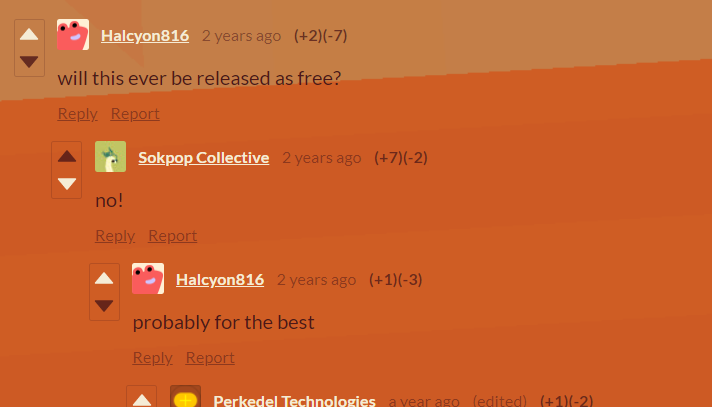 Halcyon816 2 years ago (+2)(-7)
will this ever be released as free?
Reply Report
Sokpop Collective 2 years ago (+7)(-2)
no!
Reply Report
Halcyon816 2 years ago (+1)(-3)
probably for the best
Reply Report
Perkedel Technologies a year ago (edited) (+1)(-2)